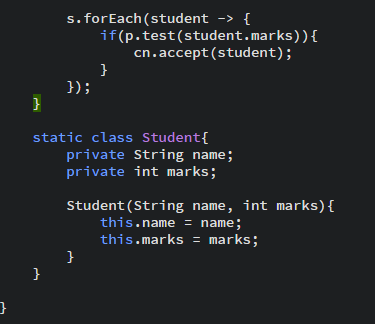 s.forEach(student -> {
if(p.test(student.marks)){
cn.accept(student);
}
});
}
static class Student{
private String name;
private int marks;
Student(String name, int marks){
this.name = name;
this.marks = marks;
}
}
}